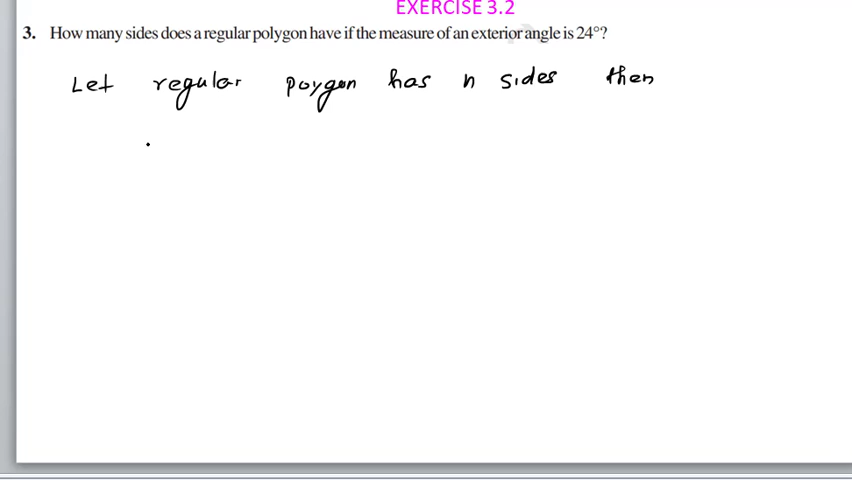 EXERCISE 3.2
3. How many sides does a regular polygon have if the measure of an exterior angle is 24°?
Let regular poygon has n sides then